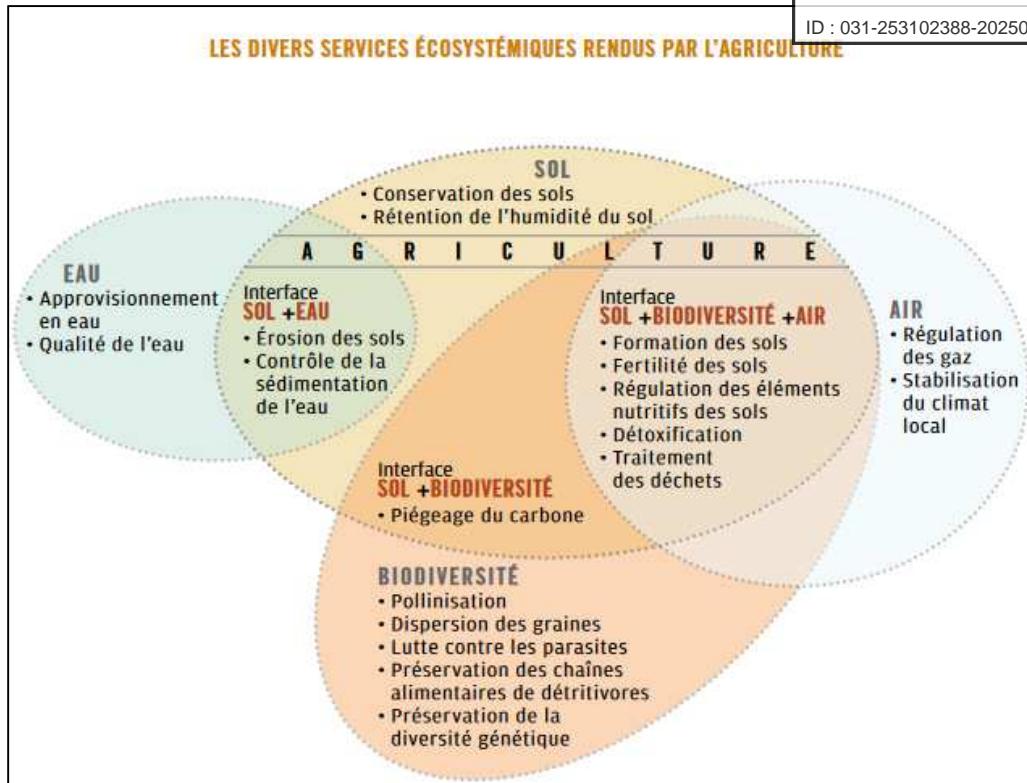 ID : 031-253102388-20250
LES DIVERS SERVICES ÉCOSYSTÉMIQUES RENDUS PAR L'AGRICULTURE
SOL
• Conservation des sols
• Rétention de l'humidité du sol
A G R I C U L T U R E
EAU
• Approvisionnement
en eau
• Qualité de l'eau
Interface
SOL +EAU
• Érosion des sols
• Contrôle de la
sédimentation
de l'eau
Interface
SOL +BIODIVERSITÉ +AIR
• Formation des sols
• Fertilité des sols
• Régulation des éléments
nutritifs des sols
• Détoxification
• Traitement
des déchets
AIR
• Régulation
des gaz
• Stabilisation
du climat
local
Interface
SOL +BIODIVERSITÉ
• Piégeage du carbone
BIODIVERSITÉ
• Pollinisation
• Dispersion des graines
• Lutte contre les parasites
• Préservation des chaînes
alimentaires de détritivores
• Préservation de la
diversité génétique